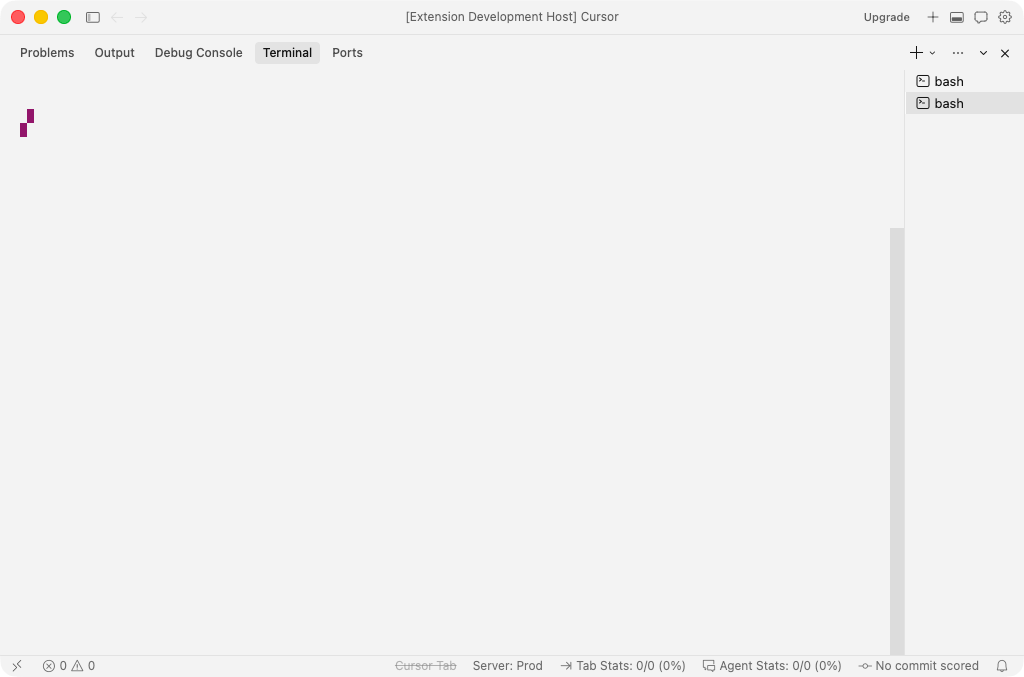 [Extension Development Host] Cursor
Upgrade
Problems Output Debug Console Terminal Ports
bash
bash
0 0 Cursor Tab Server: Prod Tab Stats: 0/0 (0%) Agent Stats: 0/0 (0%) No commit scored